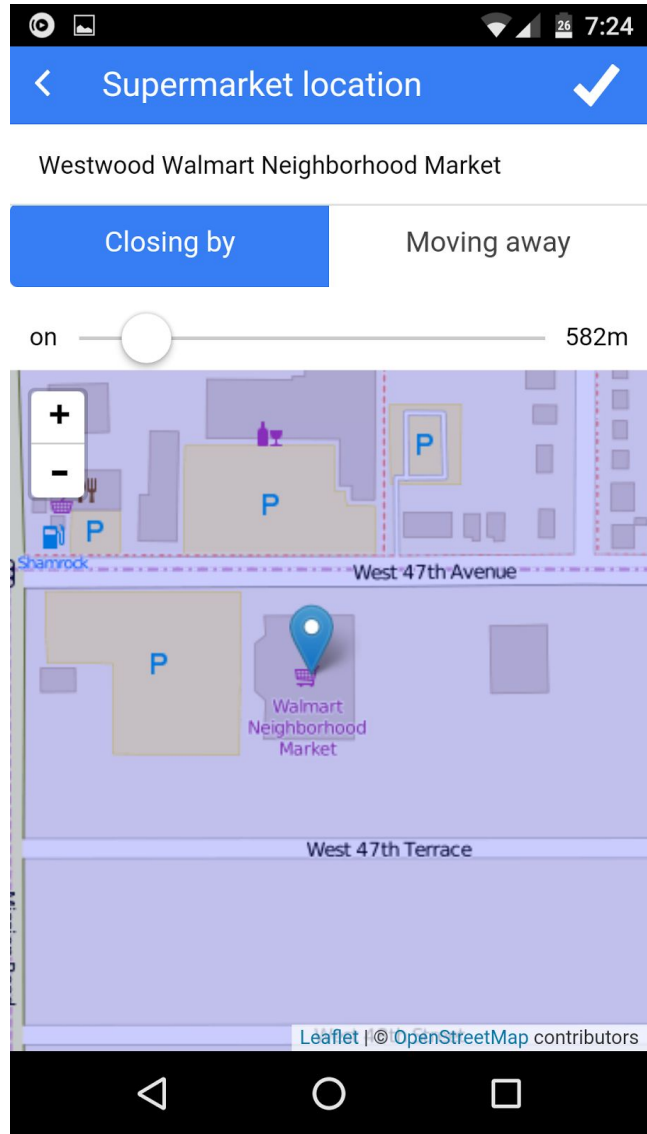 26 7:24
Supermarket location
Westwood Walmart Neighborhood Market
Closing by Moving away
on 582m
+
-
P
P
P
Shamrock
West 47th Avenue
P
Walmart
Neighborhood
Market
West 47th Terrace
Leaflet | © OpenStreetMap contributors